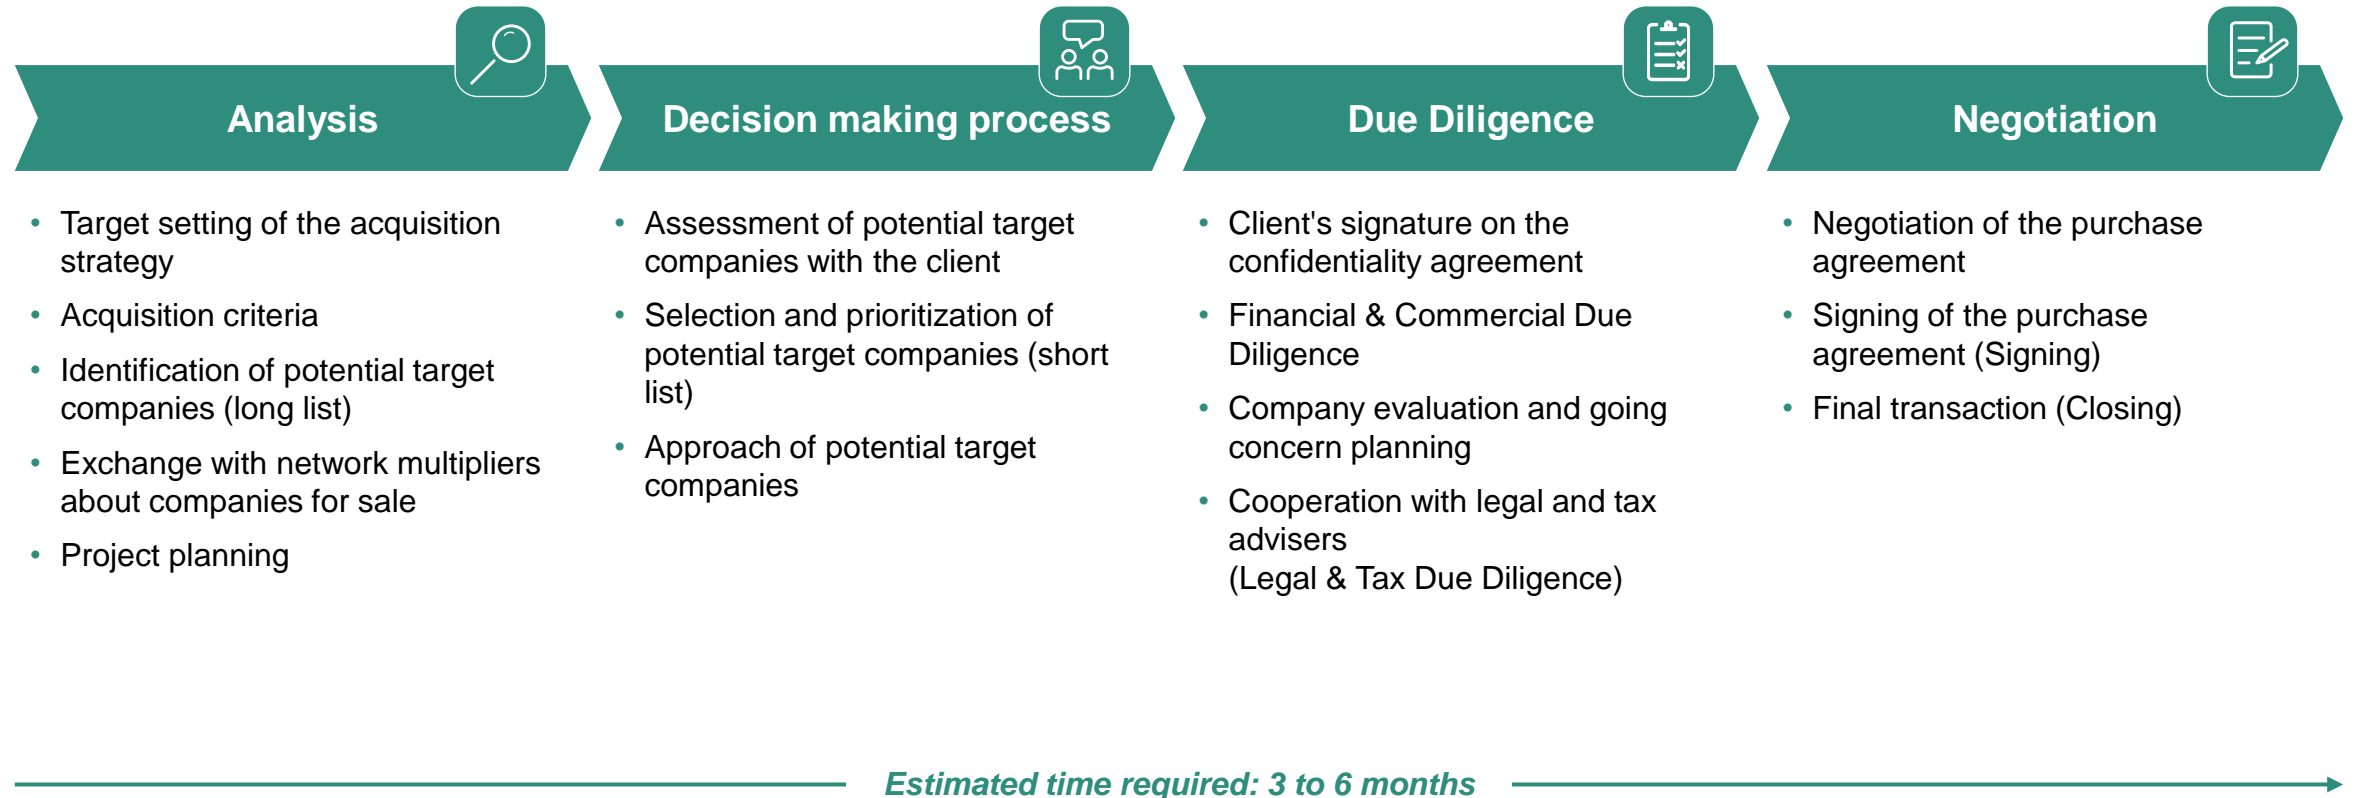 Analysis
• Target setting of the acquisition
strategy
• Acquisition criteria
• Identification of potential target
companies (long list)
• Exchange with network multipliers
about companies for sale
• Project planning
Decision making process
• Assessment of potential target
companies with the client
• Selection and prioritization of
potential target companies (short
list)
• Approach of potential target
companies
Due Diligence
• Client's signature on the
confidentiality agreement
• Financial & Commercial Due
Diligence
• Company evaluation and going
concern planning
• Cooperation with legal and tax
advisers
(Legal & Tax Due Diligence)
Negotiation
• Negotiation of the purchase
agreement
• Signing of the purchase
agreement (Signing)
• Final transaction (Closing)
Estimated time required: 3 to 6 months